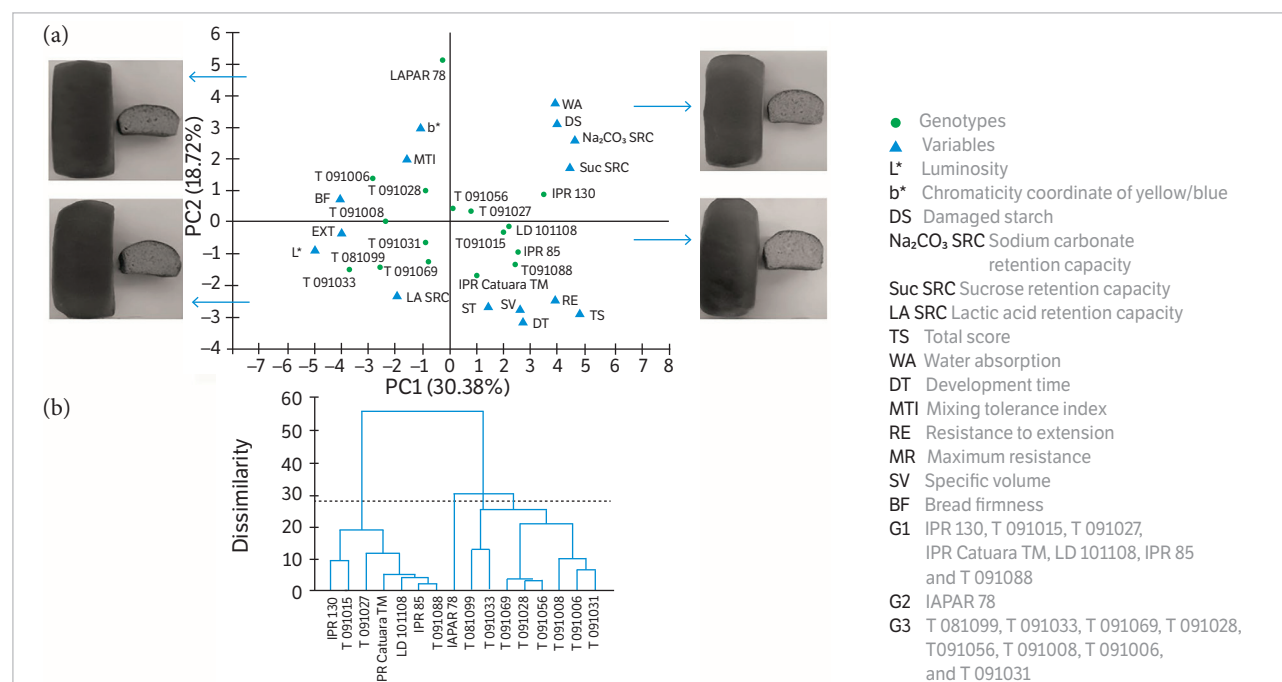 (a)
6
5
4
3
2
1
0
−1
−2
−3
−4
PC2 (18.72%)
LAPAR 78
b*
MTI
WA
DS
Na₂CO₃ SRC
Suc SRC
T 091006
T 091028
BF
T 091008
T 091056
T 091027
IPR 130
EXT
L*
T 091031
T 081099
T 091033
T 091069
LA SRC
LD 101108
T091015
IPR 85
T091088
IPR Catuara TM
ST
SV
RE
DT
TS
−7 −6 −5 −4 −3 −2 −1 0 1 2 3 4 5 6 7 8
PC1 (30.38%)
(b)
60
50
40
30
20
10
0
Dissimilarity
IPR 130
T 091015
T 091027
PR Catuara TM
LD 101108
IPR 85
T 091088
IAPAR 78
T 081099
T 091033
T 091069
T 091028
T 091056
T 091008
T 091006
T 091031
Genotypes
Variables
L* Luminosity
b* Chromaticity coordinate of yellow/blue
DS Damaged starch
Na₂CO₃ SRC Sodium carbonate
retention capacity
Suc SRC Sucrose retention capacity
LA SRC Lactic acid retention capacity
TS Total score
WA Water absorption
DT Development time
MTI Mixing tolerance index
RE Resistance to extension
MR Maximum resistance
SV Specific volume
BF Bread firmness
G1 IPR 130, T 091015, T 091027,
IPR Catuara TM, LD 101108, IPR 85
and T 091088
G2 IAPAR 78
G3 T 081099, T 091033, T 091069, T 091028,
T091056, T 091008, T 091006,
and T 091031